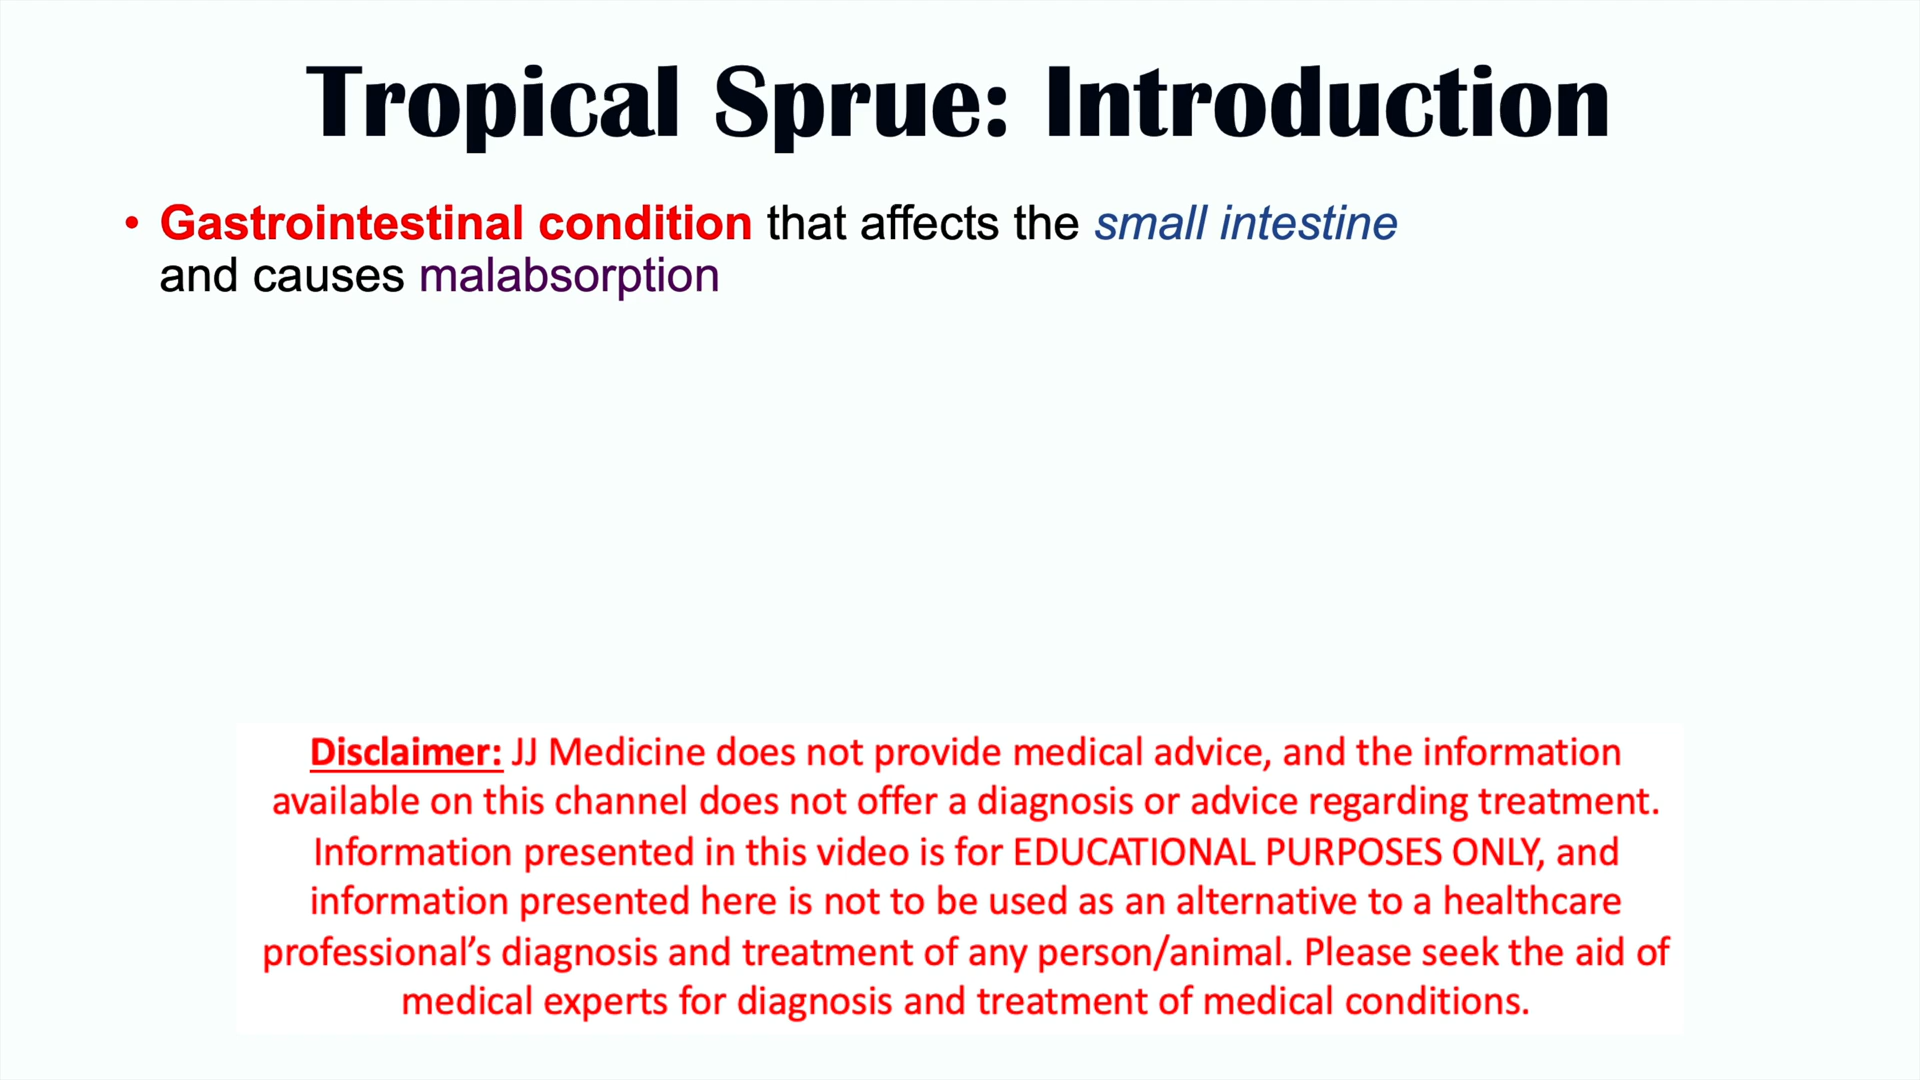 Tropical Sprue: Introduction
• Gastrointestinal condition that affects the small intestine
and causes malabsorption
Disclaimer: JJ Medicine does not provide medical advice, and the information
available on this channel does not offer a diagnosis or advice regarding treatment.
Information presented in this video is for EDUCATIONAL PURPOSES ONLY, and
information presented here is not to be used as an alternative to a healthcare
professional’s diagnosis and treatment of any person/animal. Please seek the aid of
medical experts for diagnosis and treatment of medical conditions.